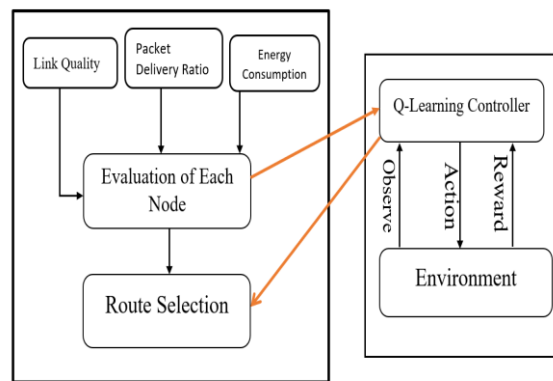 Link Quality
Packet
Delivery Ratio
Energy
Consumption
Evaluation of Each
Node
Route Selection
Q-Learning Controller
Observe
Action
Reward
Environment